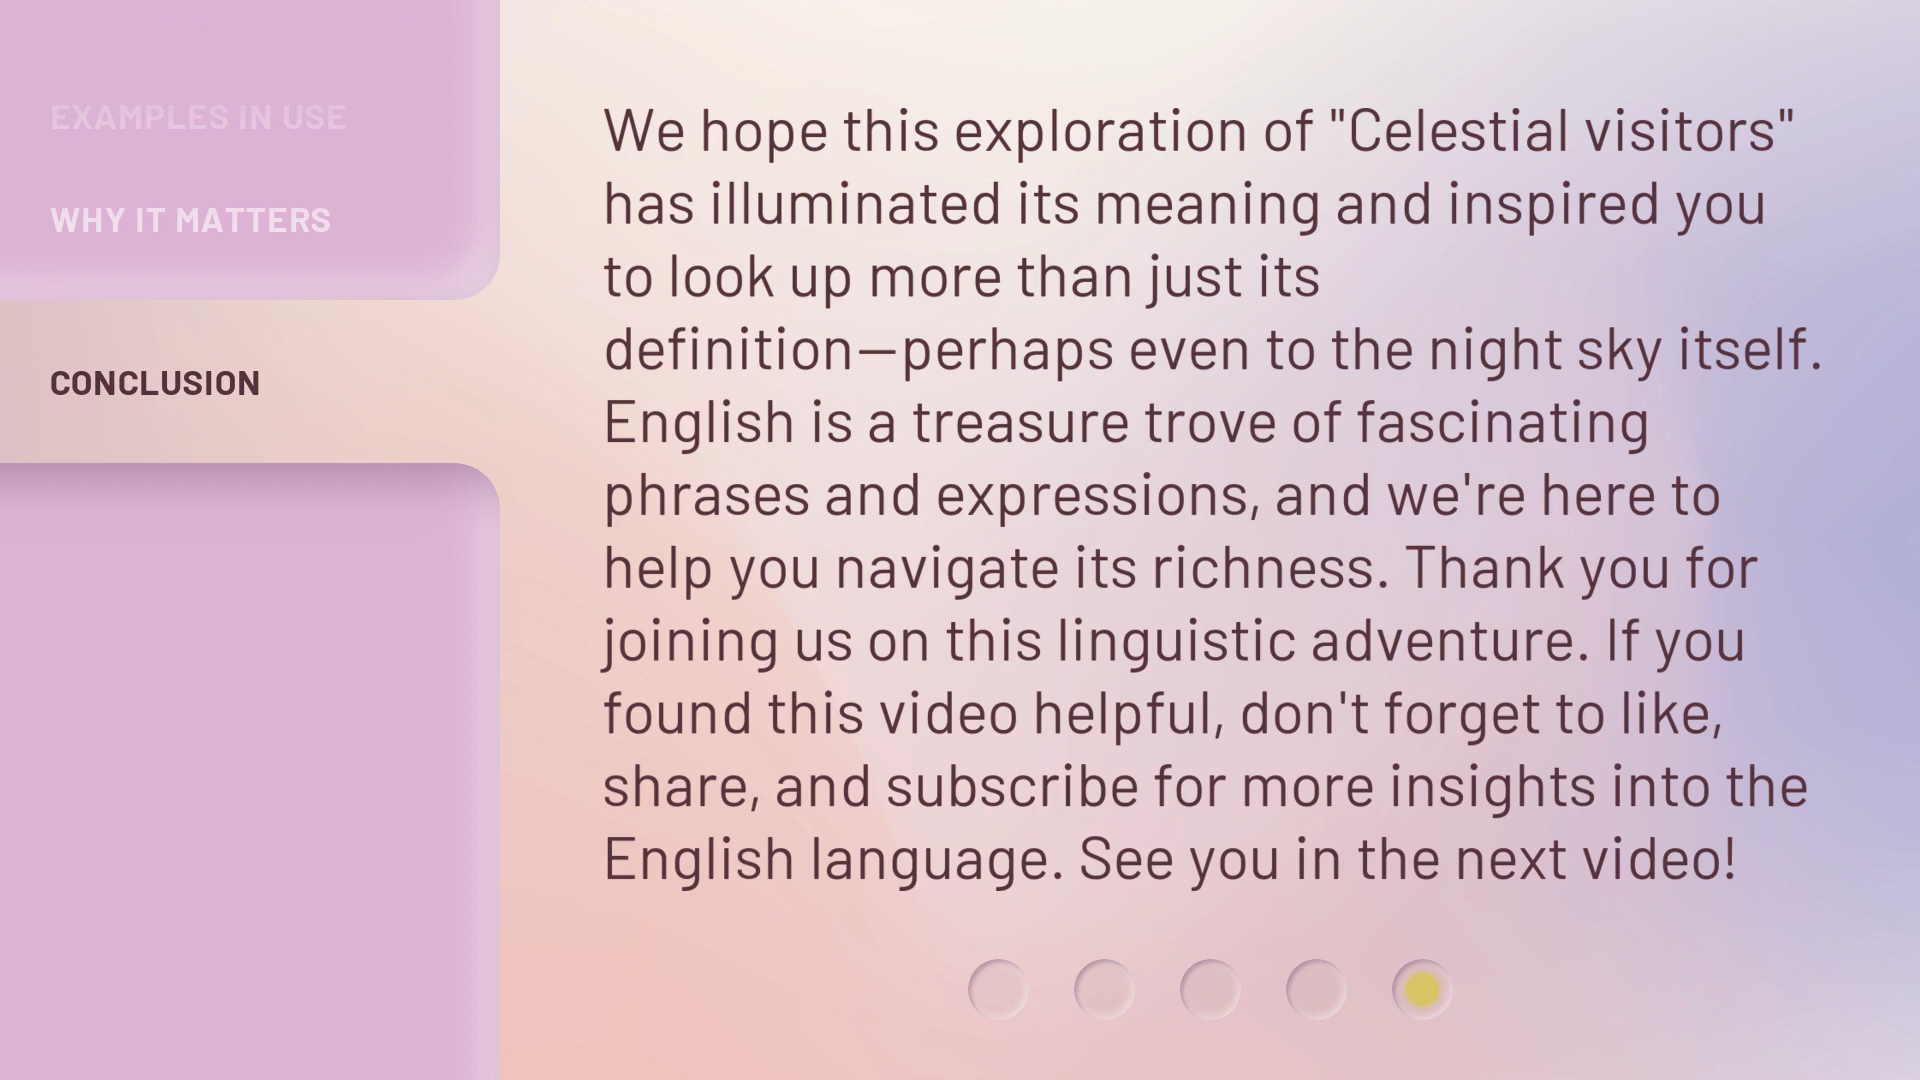 EXAMPLES IN USE
WHY IT MATTERS
CONCLUSION
We hope this exploration of "Celestial visitors"
has illuminated its meaning and inspired you
to look up more than just its
definition—perhaps even to the night sky itself.
English is a treasure trove of fascinating
phrases and expressions, and we're here to
help you navigate its richness. Thank you for
joining us on this linguistic adventure. If you
found this video helpful, don't forget to like,
share, and subscribe for more insights into the
English language. See you in the next video!